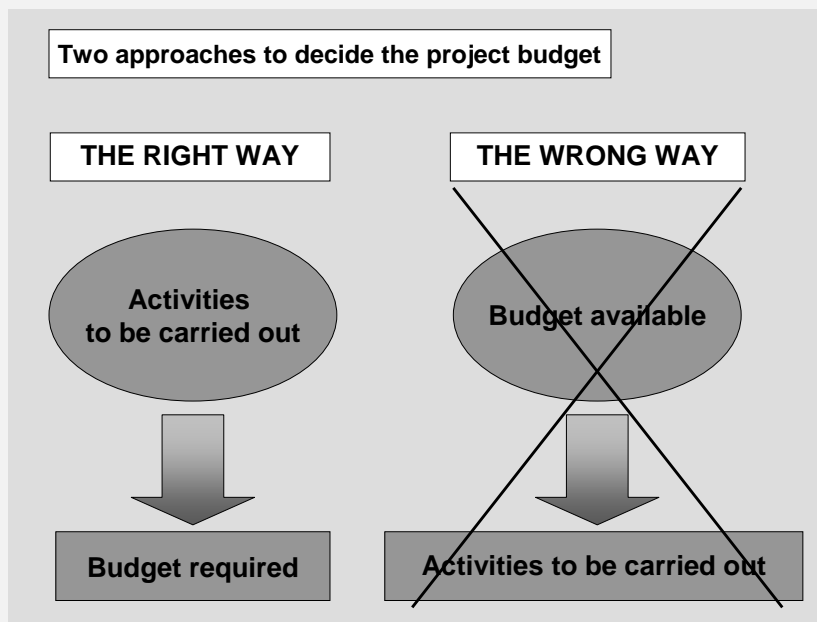 Two approaches to decide the project budget
THE RIGHT WAY
Activities
to be carried out
Budget required
THE WRONG WAY
Budget available
Activities to be carried out